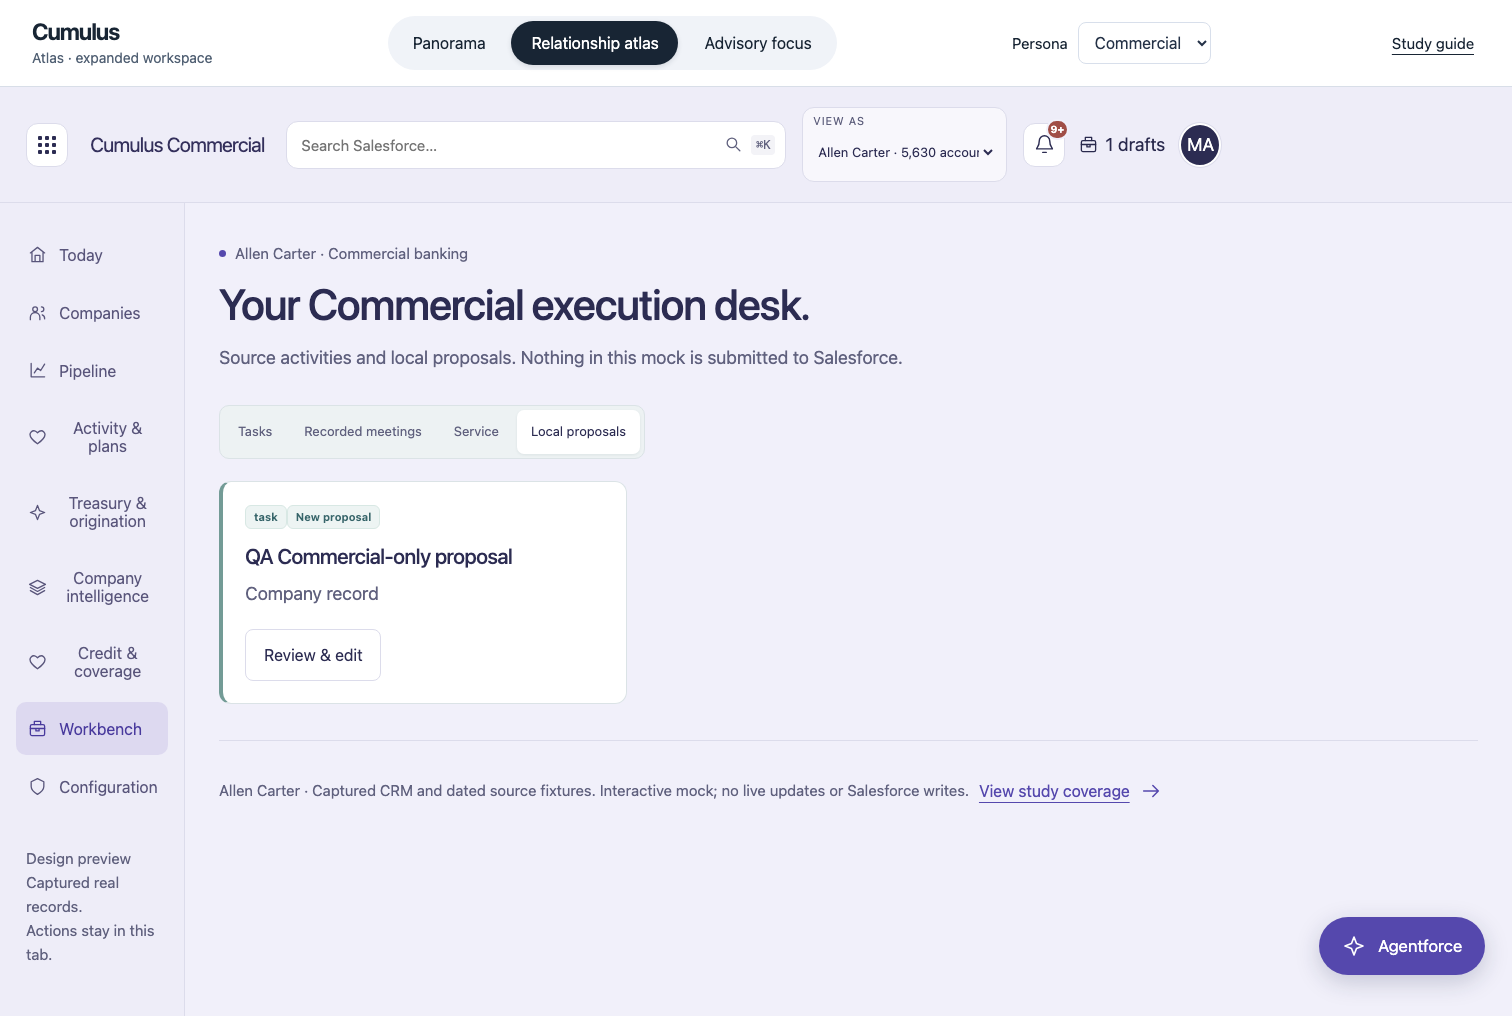 Cumulus
Atlas · expanded workspace
Panorama
Relationship atlas
Advisory focus
Persona
Commercial
Study guide
Cumulus Commercial
Search Salesforce...
⌘K
VIEW AS
Allen Carter · 5,630 accour
9+
1 drafts
MA
Today
Companies
Pipeline
Activity &
plans
Treasury &
origination
Company
intelligence
Credit &
coverage
Workbench
Configuration
Design preview
Captured real
records.
Actions stay in this
tab.
Allen Carter · Commercial banking
Your Commercial execution desk.
Source activities and local proposals. Nothing in this mock is submitted to Salesforce.
Tasks
Recorded meetings
Service
Local proposals
task
New proposal
QA Commercial-only proposal
Company record
Review & edit
Allen Carter · Captured CRM and dated source fixtures. Interactive mock; no live updates or Salesforce writes.
View study coverage
Agentforce